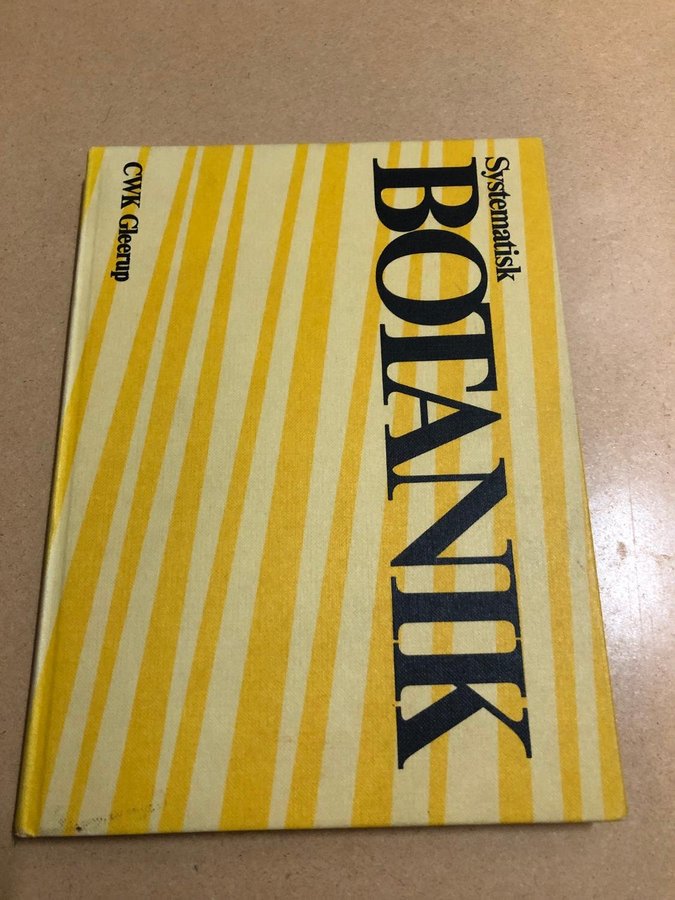 Systematisk
BOTANIK
CWK Gleerup